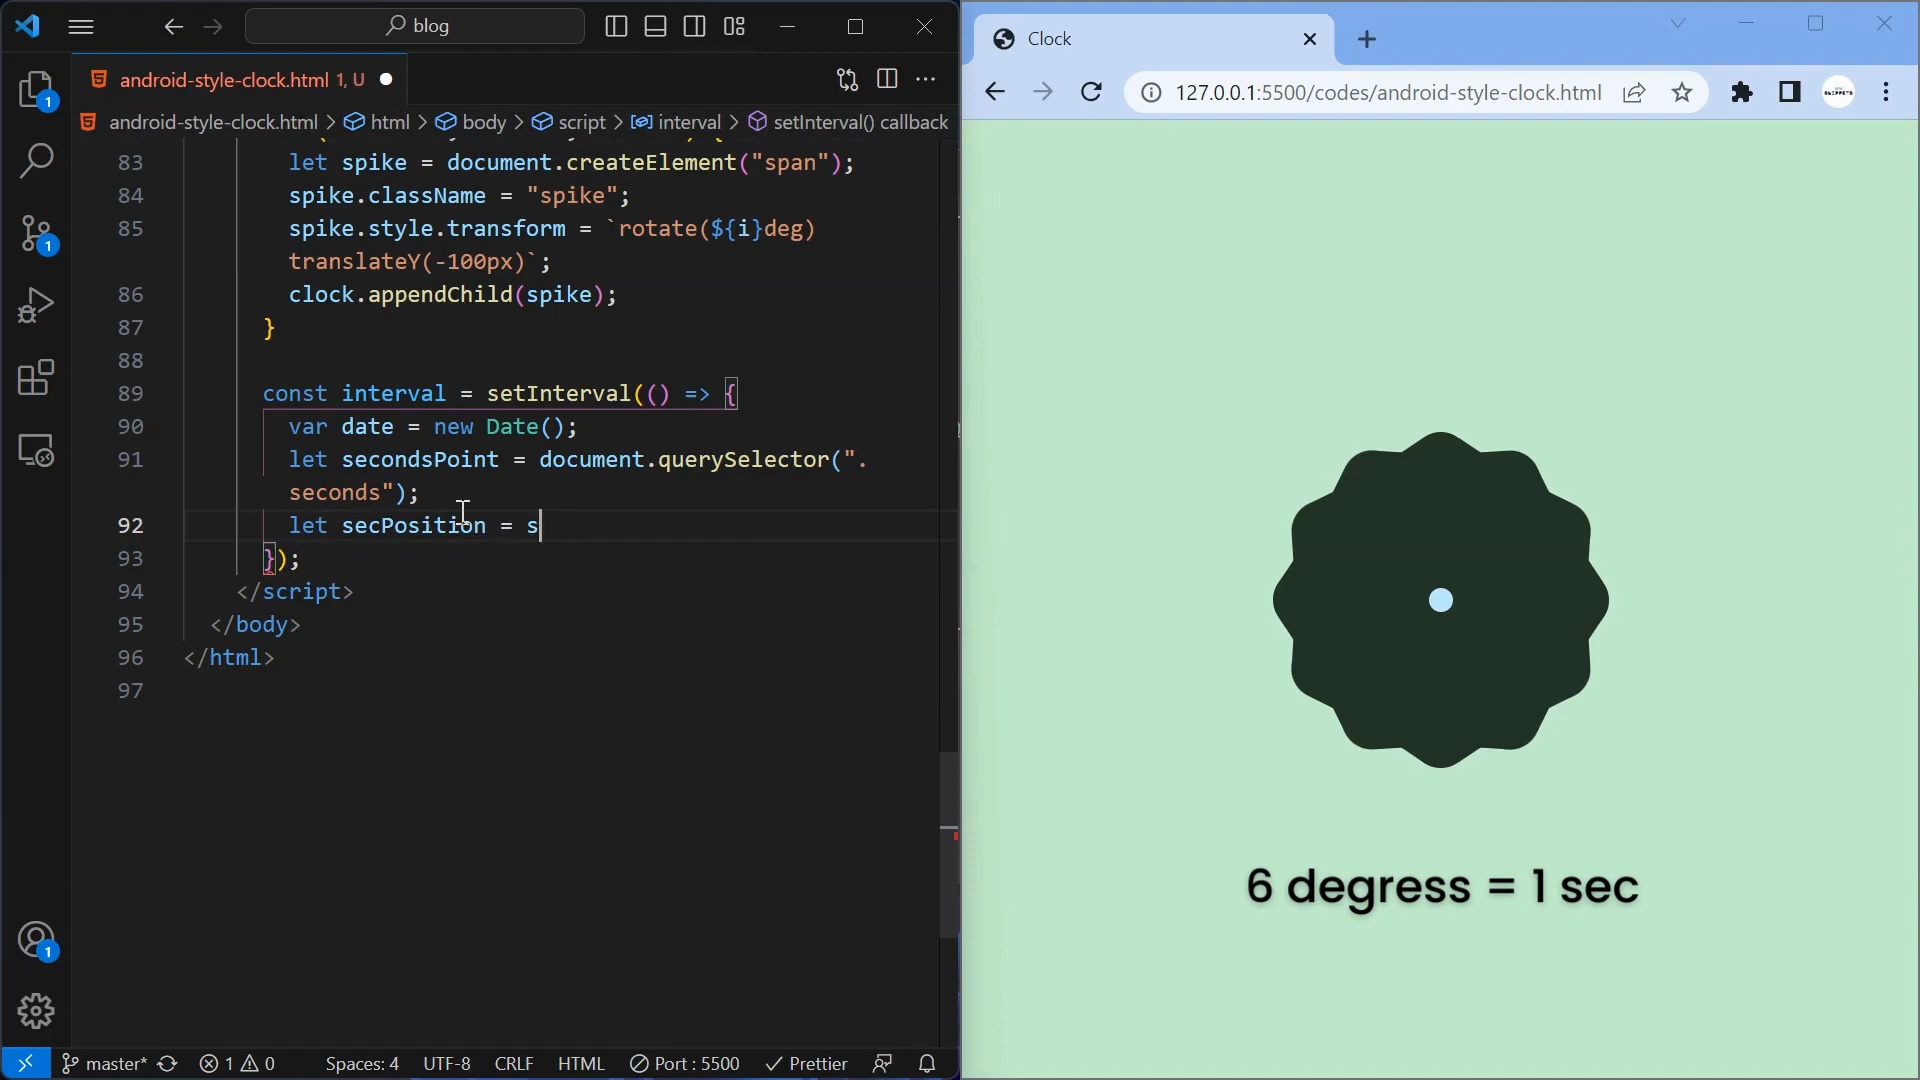 blog
android-style-clock.html 1, U
android-style-clock.html > html > body > script > interval > setInterval() callback
83 let spike = document.createElement("span");
84 spike.className = "spike";
85 spike.style.transform = `rotate(${i}deg)
translateY(-100px)`;
86 clock.appendChild(spike);
87 }
88
89 const interval = setInterval(() => {
90 var date = new Date();
91 let secondsPoint = document.querySelector(".
seconds");
92 let secPosition = s
93 });
94 </script>
95 </body>
96 </html>
97
1
1
1
master* 1 0 Spaces: 4 UTF-8 CRLF HTML Port : 5500 Prettier
Clock
127.0.0.1:5500/codes/android-style-clock.html
6 degress = 1 sec